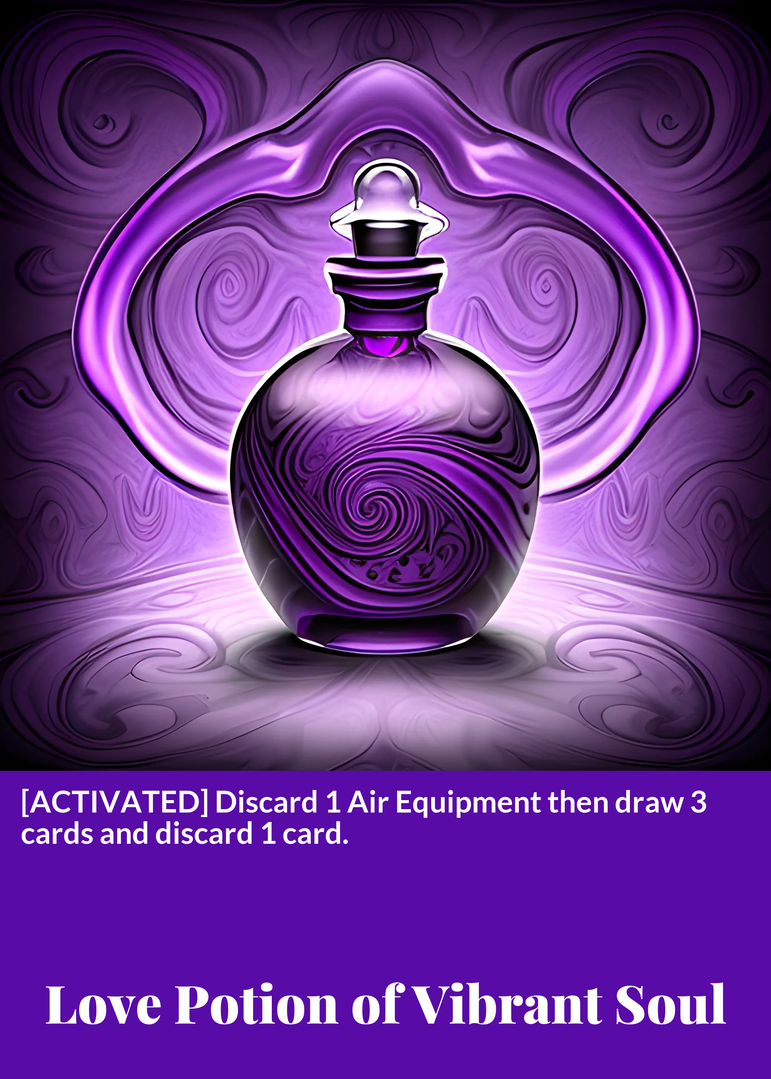 [ACTIVATED] Discard 1 Air Equipment then draw 3
cards and discard 1 card.
Love Potion of Vibrant Soul